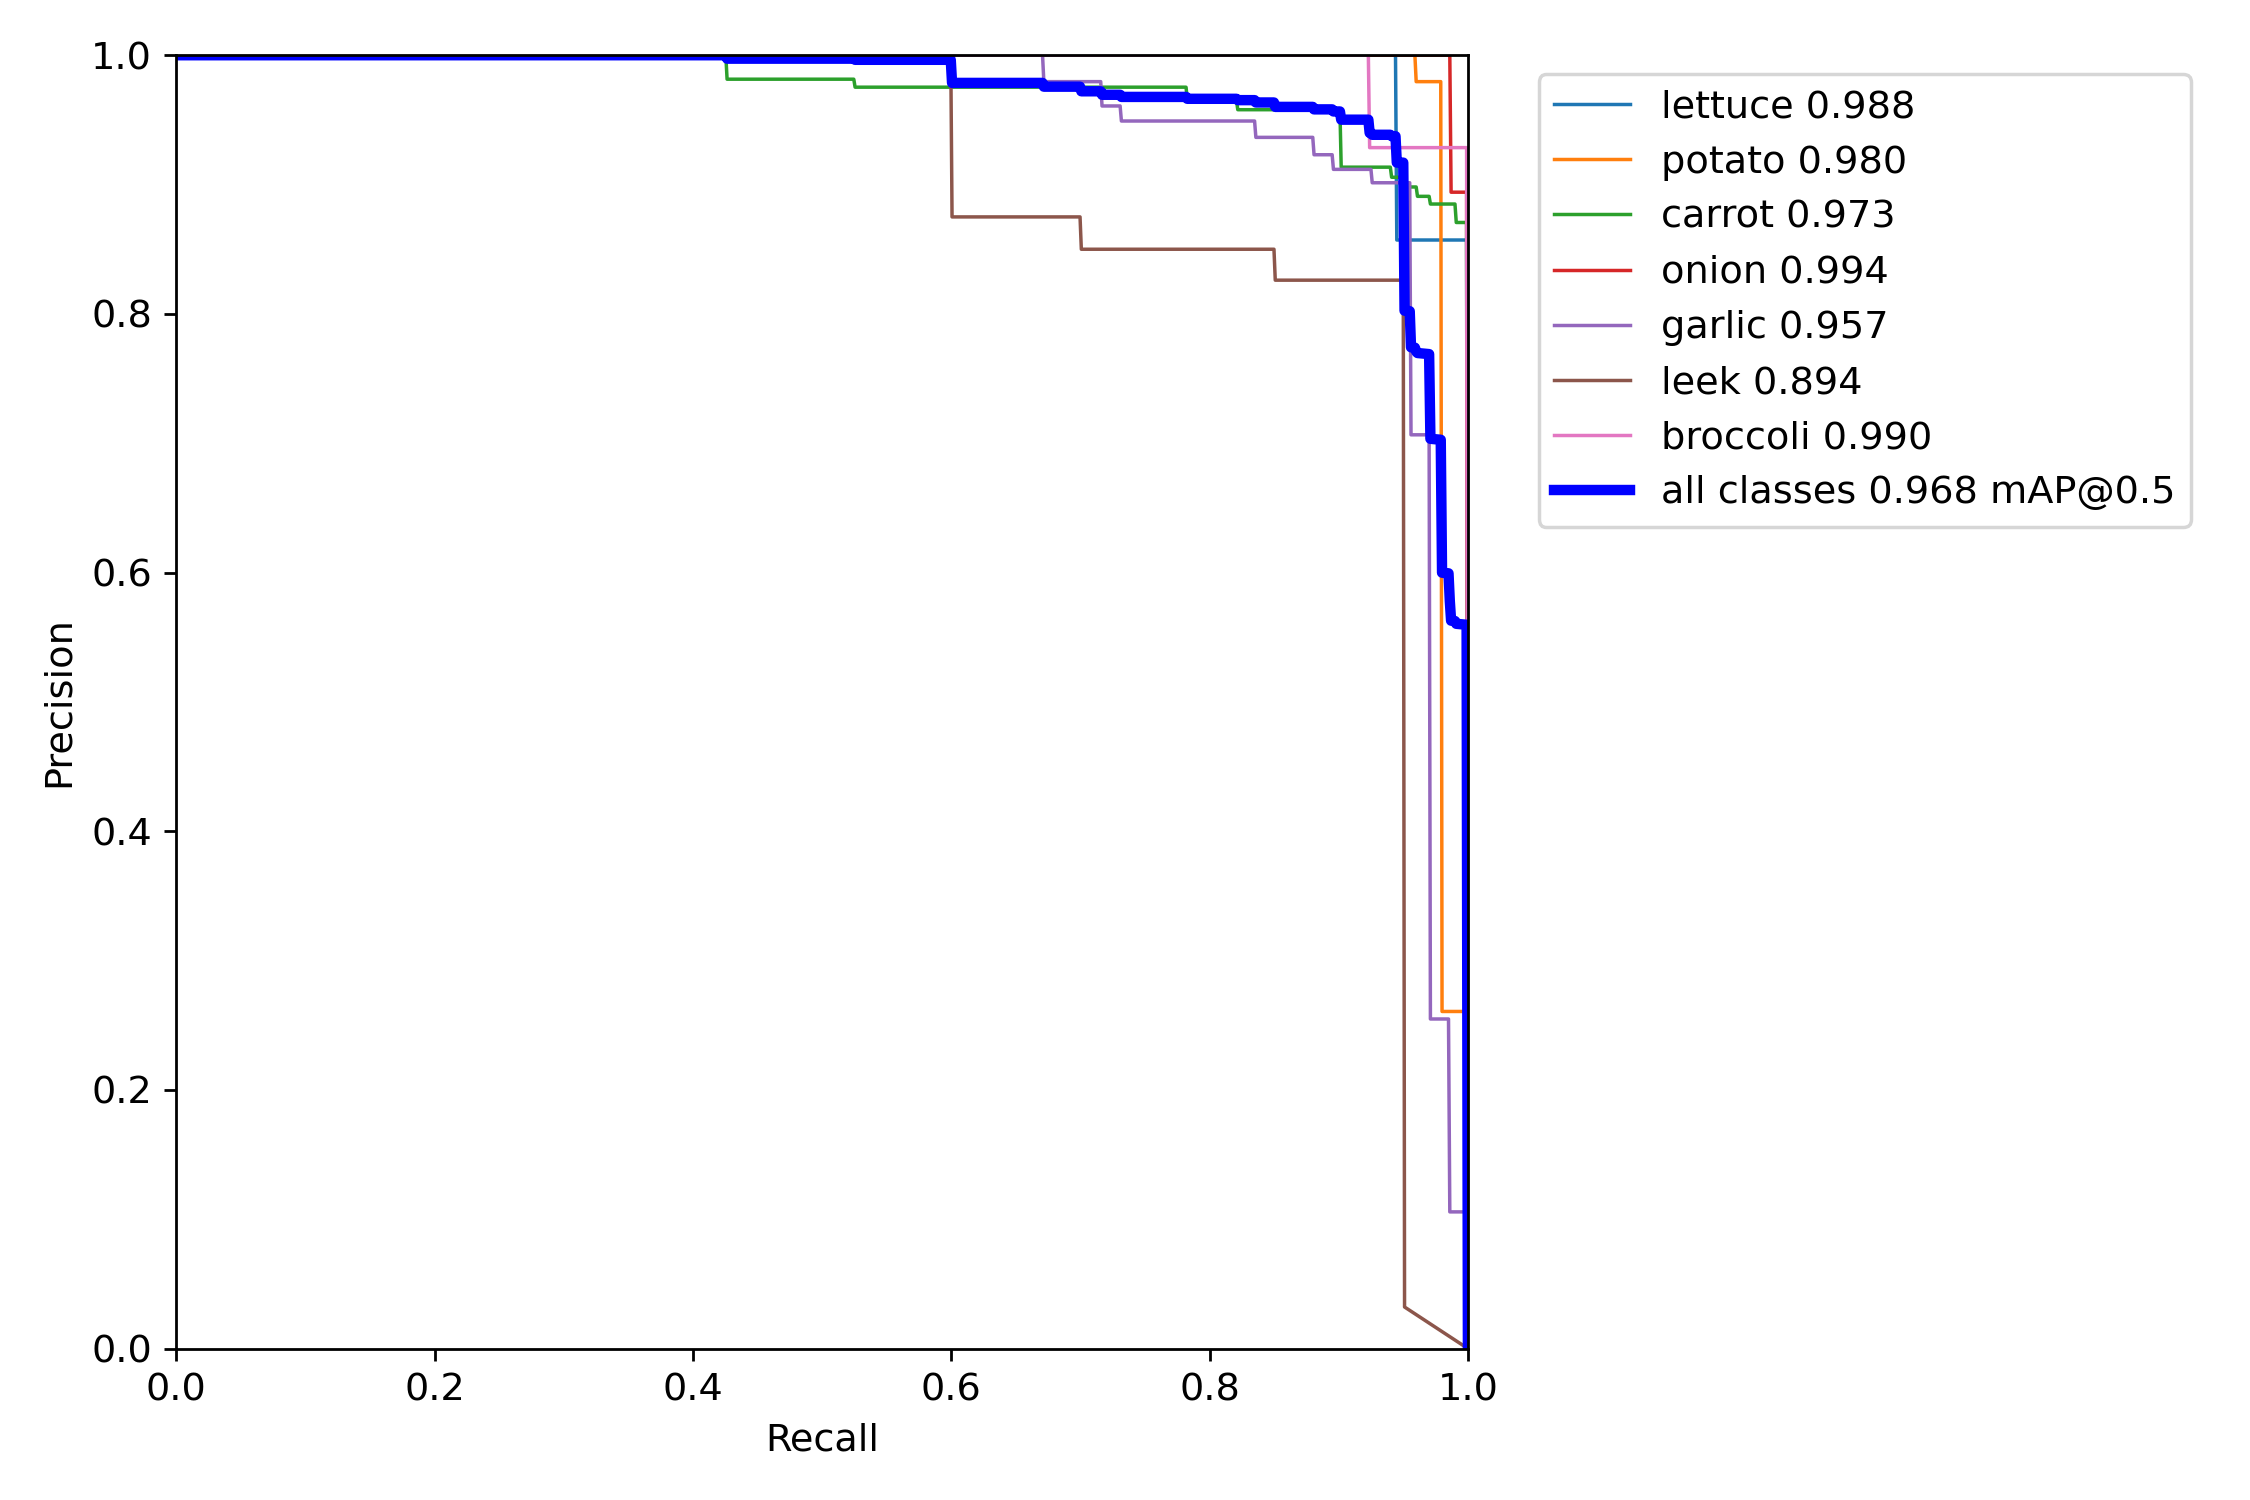 1.0
0.8
0.6
0.4
0.2
0.0
Precision
0.0 0.2 0.4 0.6 0.8 1.0
Recall
lettuce 0.988
potato 0.980
carrot 0.973
onion 0.994
garlic 0.957
leek 0.894
broccoli 0.990
all classes 0.968 mAP@0.5